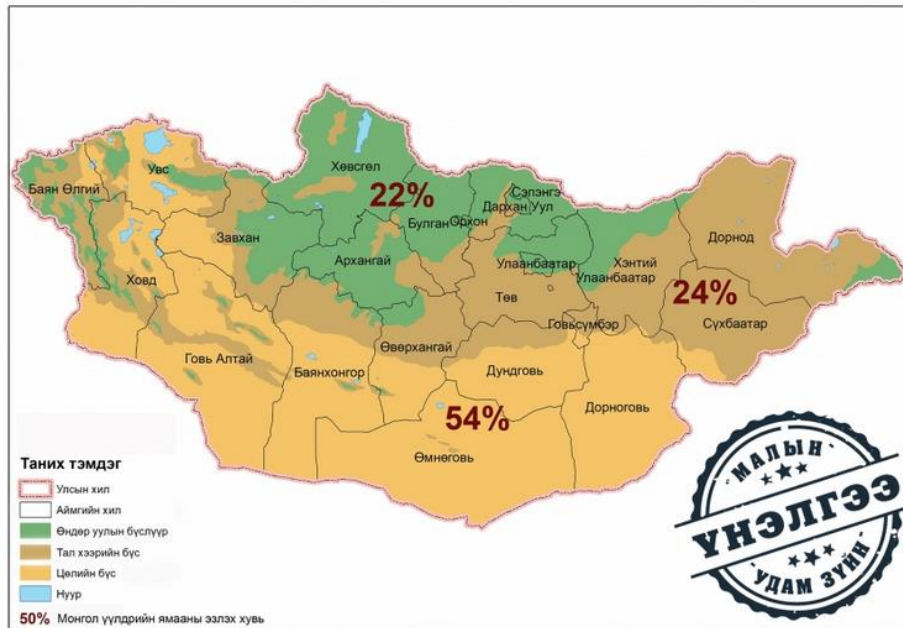 Хөвсгөл
Увс
Баян Өлгий
22%
Сэлэнгэ
Дархан Уул
Орхон
Булган
Завхан
Дорнод
Архангай
Улаанбаатар
Хэнтий
Улаанбаатар
Ховд
24%
Төв
Говьсүмбэр
Сүхбаатар
Өвөрхангай
Говь Алтай
Баянхонгор
Дундговь
Дорноговь
54%
Өмнөговь
Таних тэмдэг
Улсын хил
Аймгийн хил
Өндөр уулын бүслүүр
Тал хээрийн бүс
Цөлийн бүс
Нуур
50% Монгол үүлдрийн ямааны эзлэх хувь
"МАЛЫН"
ҮНЭЛГЭЭ
"УДАМ ЗҮЙН"